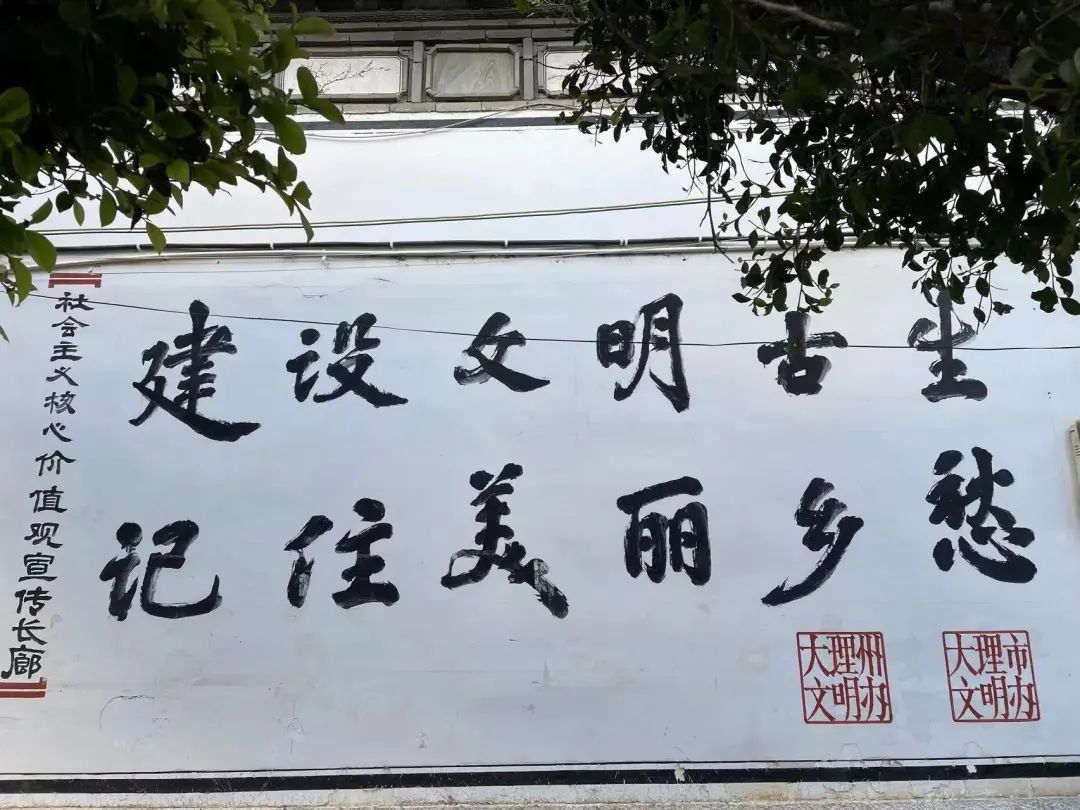 社会主义核心价值观宣传长廊
建设文明古生
记住美丽乡愁
大理州
文明办
大理市
文明办